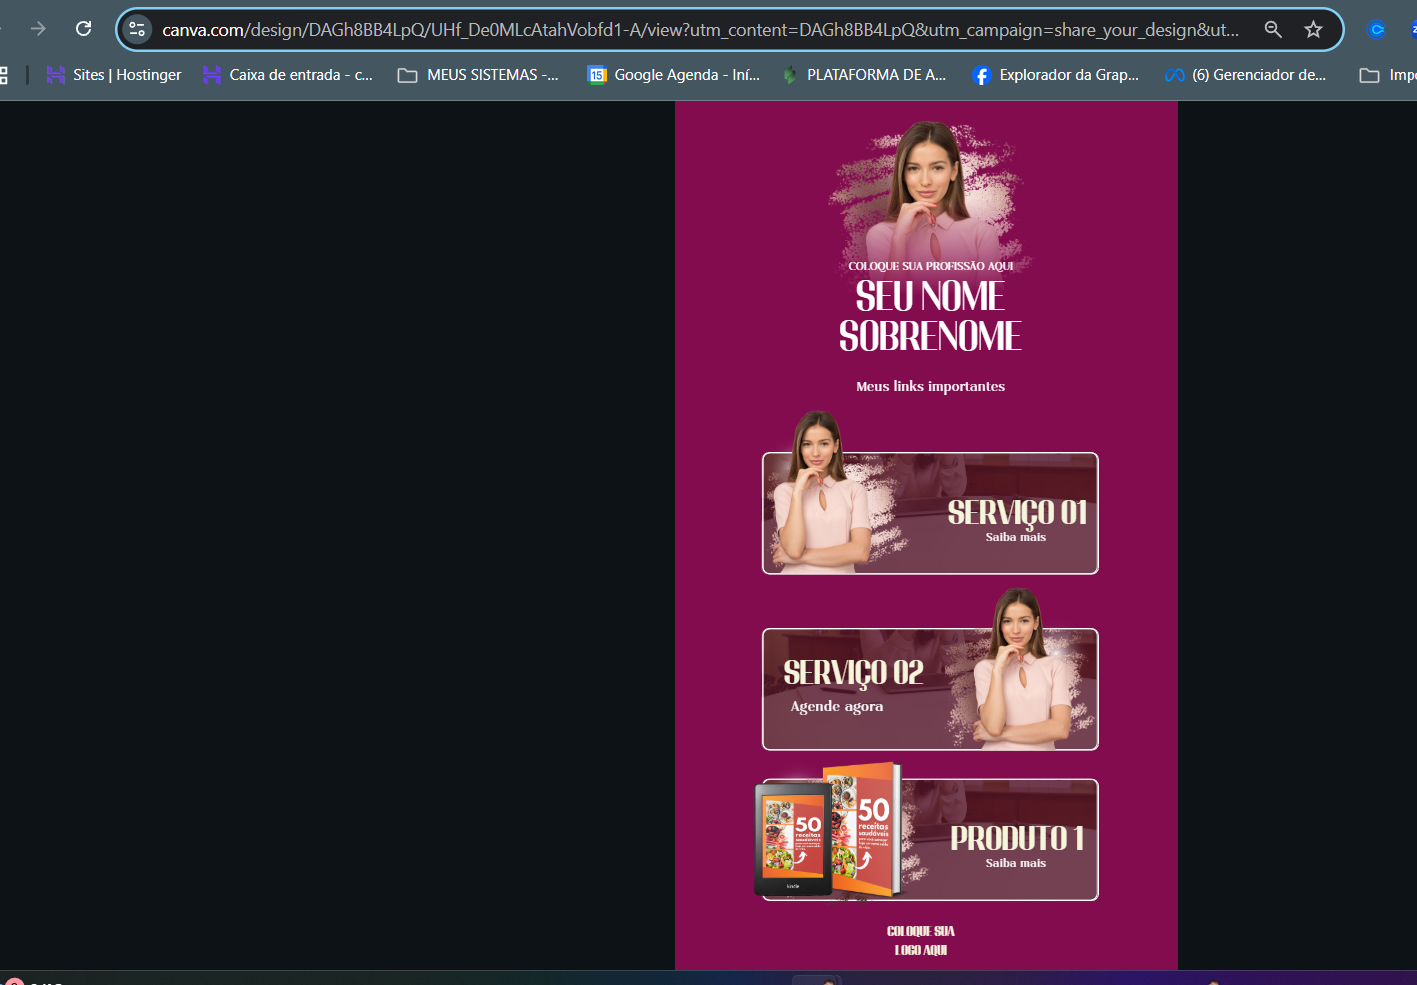 canva.com/design/DAGh8BB4LpQ/UHf_De0MLcAtahVobfd1-A/view?utm_content=DAGh8BB4LpQ&utm_campaign=share_your_design&ut...
Sites | Hostinger
Caixa de entrada - c...
MEUS SISTEMAS -...
15
Google Agenda - Iní...
PLATAFORMA DE A...
Explorador da Grap...
(6) Gerenciador de...
COLOQUE SUA PROFISSÃO AQUI
SEU NOME
SOBRENOME
Meus links importantes
SERVIÇO 01
Saiba mais
SERVIÇO 02
Agende agora
50
receitas
saudáveis
kindle
50
receitas
saudáveis
PRODUTO 1
Saiba mais
COLOQUE SUA
LOGO AQUI